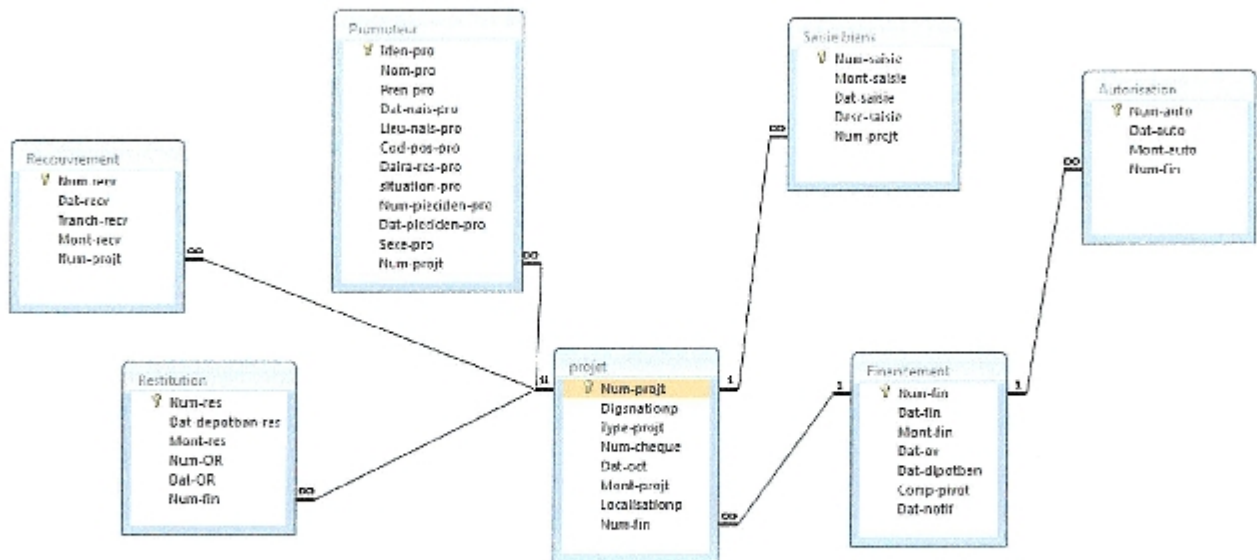 Promoteur
Iden-pro
Nom-pro
Pren-pro
Dat-nais-pro
Lieu-nais-pro
Cod-pos-pro
Daira-res-pro
situation-pro
Num-pieciden-pro
Dat-pieciden-pro
Sexe-pro
Num-projt
∞
Saisie biens
Num-saisie
Mont-saisie
Dat-saisie
Desc-saisie
Num-projt
∞
Autorisation
Num-auto
Dat-auto
Mont-auto
Num-fin
∞
Recouvrement
Num-recv
Dat-recv
Tranch-recv
Mont-recv
Num-projt
∞
Restitution
Num-res
Dat-depotban-res
Mont-res
Num-OR
Dat-OR
Num-fin
∞
projet
1
1
Num-projt
Digsnationp
Type-projt
Num-cheque
Dat-oct
Mont-projt
Localisationp
Num-fin
∞
Financement
1
1
Num-fin
Dat-fin
Mont-fin
Dat-ov
Dat-dipotban
Comp-pivot
Dat-notif